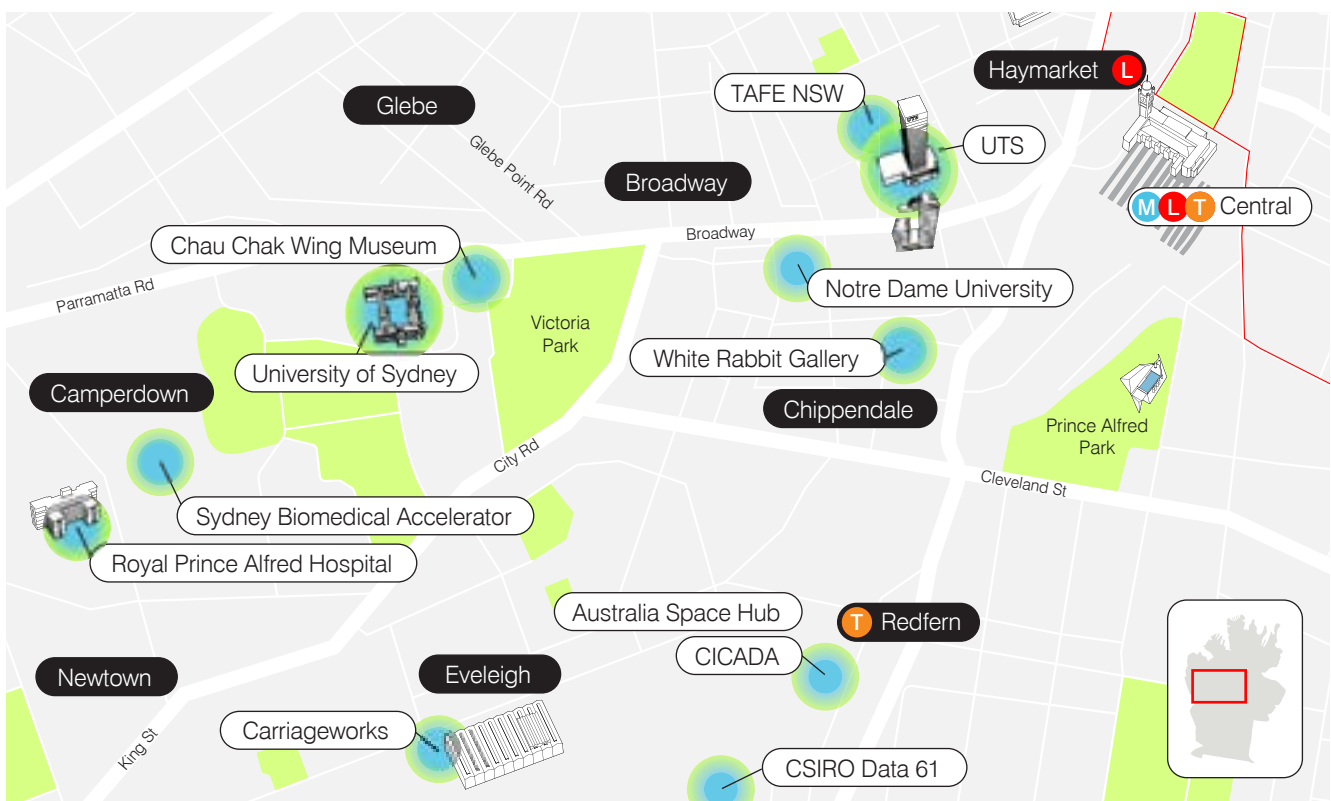 Haymarket L
TAFE NSW
Glebe
UTS
Glebe Point Rd
Broadway
M L T Central
Broadway
Chau Chak Wing Museum
Parramatta Rd
Notre Dame University
Victoria
Park
White Rabbit Gallery
University of Sydney
Camperdown
Chippendale
Prince Alfred
Park
City Rd
Cleveland St
Sydney Biomedical Accelerator
Royal Prince Alfred Hospital
Australia Space Hub
T Redfern
CICADA
Newtown
Eveleigh
Carriageworks
King St
CSIRO Data 61